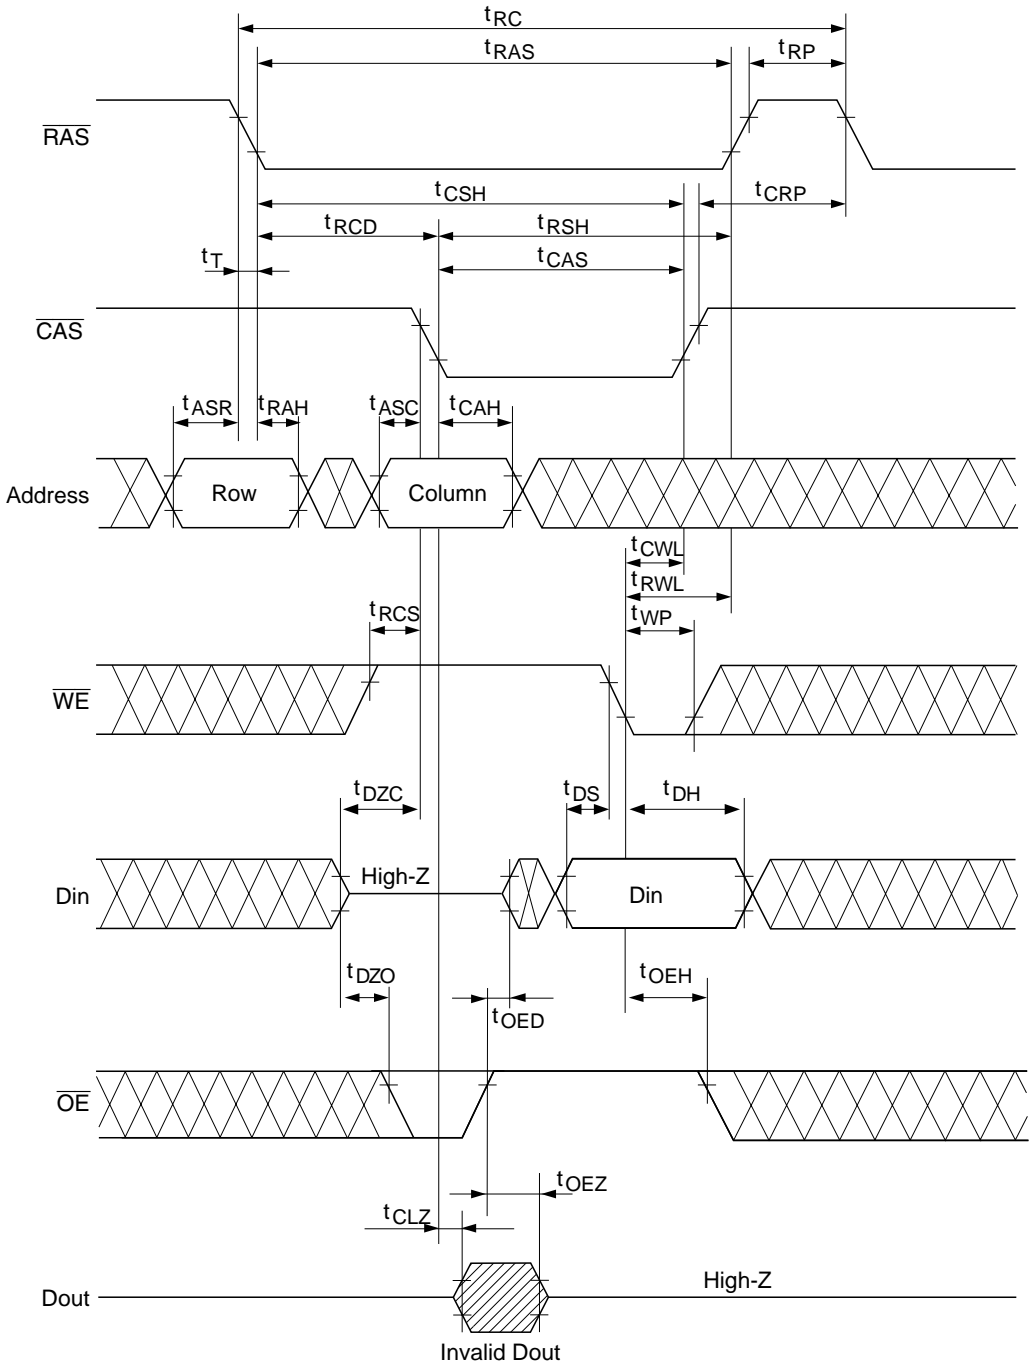 tRC
tRAS
tRP
RAS
tCSH
tCRP
tRCD
tRSH
tT
tCAS
CAS
tASR
tRAH
tASC
tCAH
Address
Row
Column
tCWL
tRWL
tRCS
tWP
WE
tDZC
tDS
tDH
High-Z
Din
Din
tDZO
tOEH
tOED
OE
tOEZ
tCLZ
High-Z
Dout
Invalid Dout